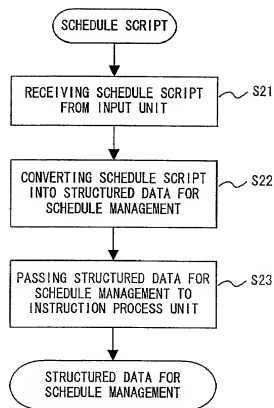 SCHEDULE SCRIPT
RECEIVING SCHEDULE SCRIPT
FROM INPUT UNIT
S21
CONVERTING SCHEDULE SCRIPT
INTO STRUCTURED DATA FOR
SCHEDULE MANAGEMENT
S22
PASSING STRUCTURED DATA FOR
SCHEDULE MANAGEMENT TO
INSTRUCTION PROCESS UNIT
S23
STRUCTURED DATA FOR
SCHEDULE MANAGEMENT